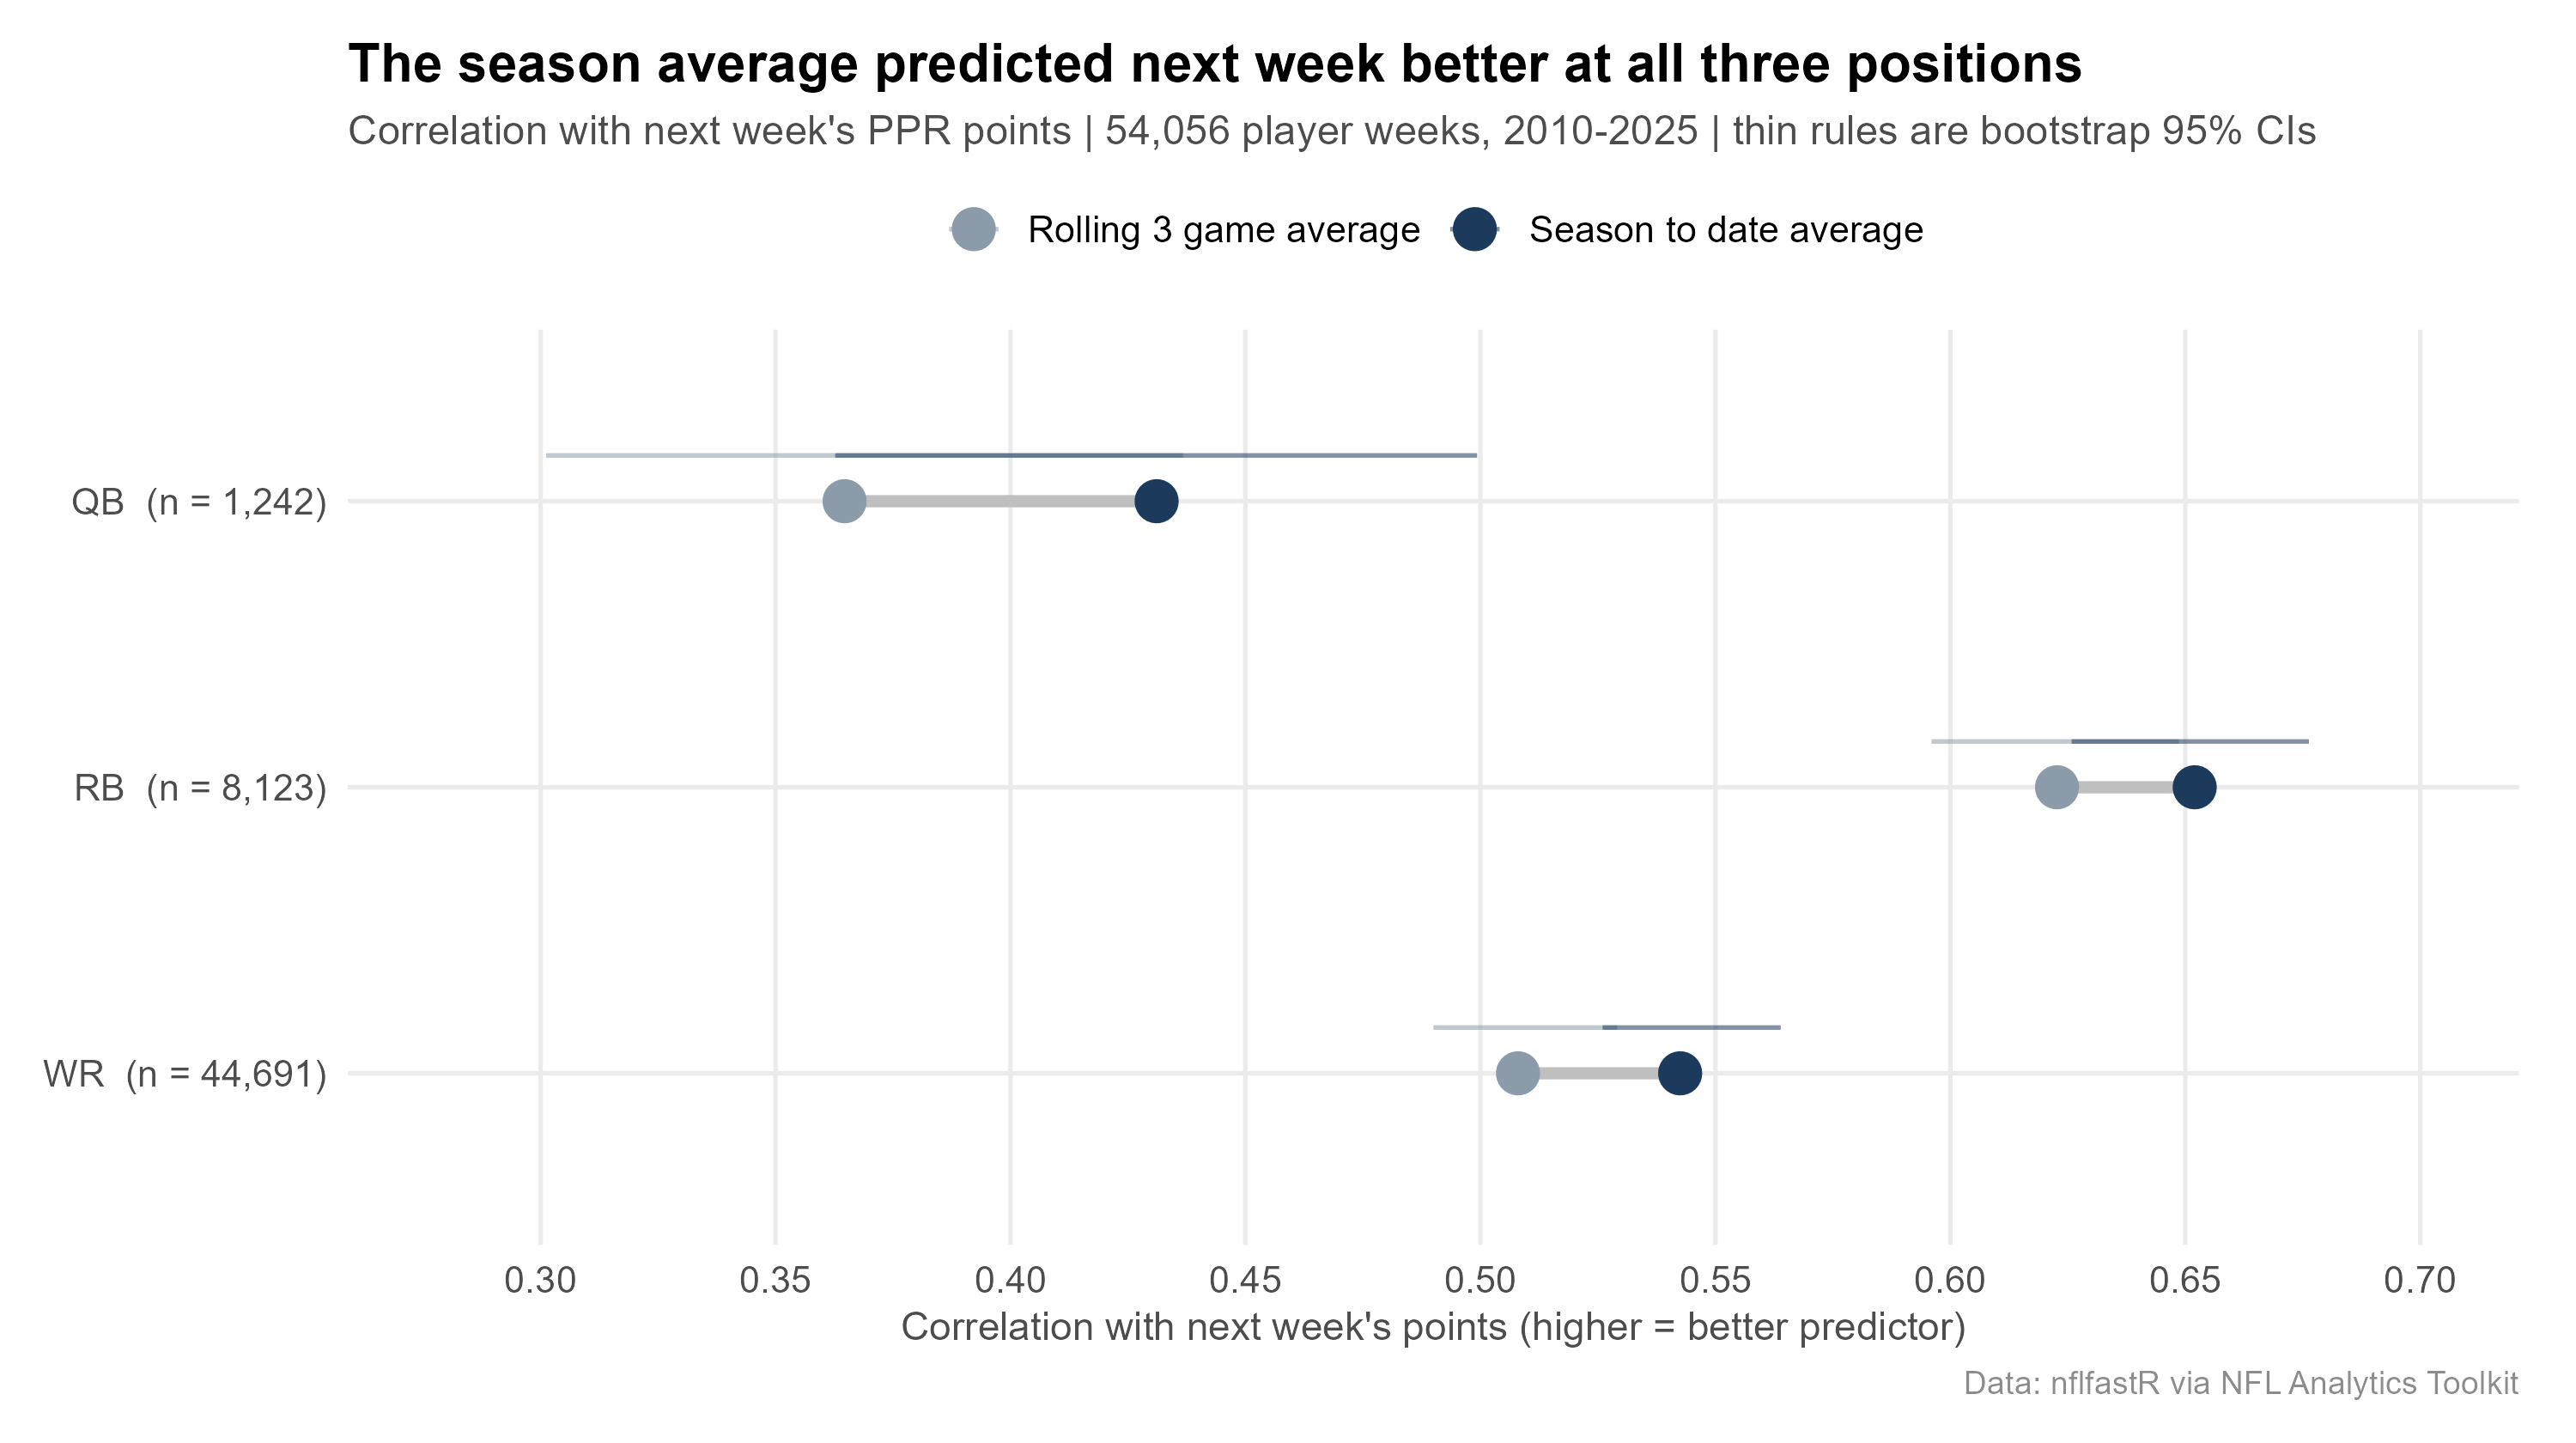 The season average predicted next week better at all three positions
Correlation with next week's PPR points | 54,056 player weeks, 2010-2025 | thin rules are bootstrap 95% CIs
Rolling 3 game average
Season to date average
QB (n = 1,242)
RB (n = 8,123)
WR (n = 44,691)
0.30 0.35 0.40 0.45 0.50 0.55 0.60 0.65 0.70
Correlation with next week's points (higher = better predictor)
Data: nflfastR via NFL Analytics Toolkit